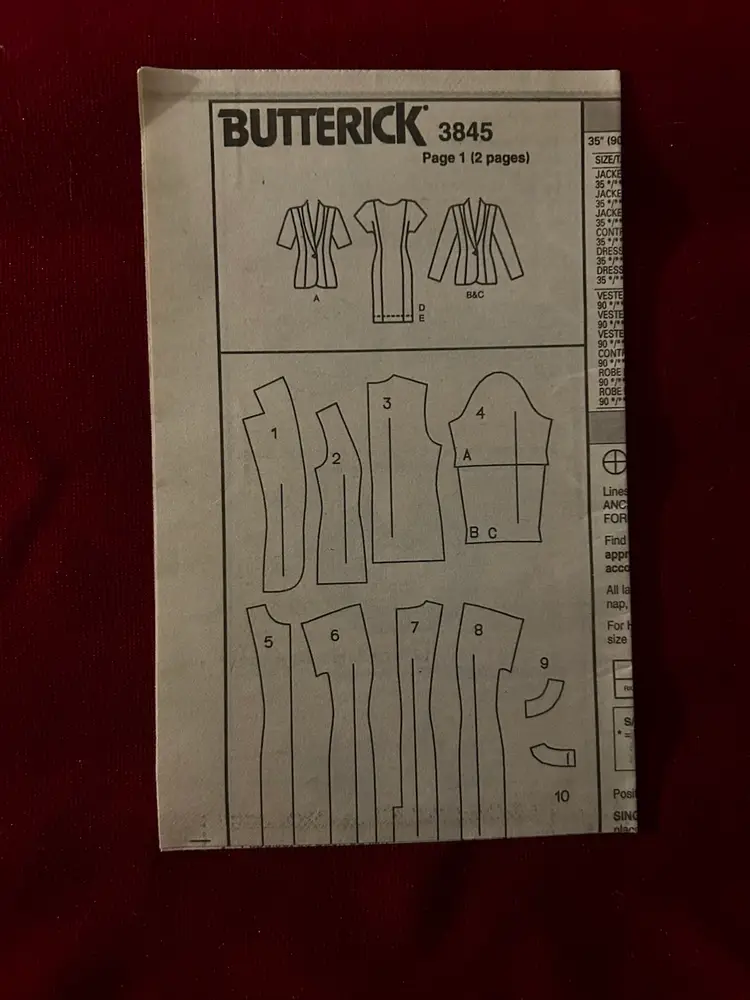 BUTTERICK 3845
Page 1 (2 pages)
A
D
E
B&C
1
2
3
4
A
B C
5
6
7
8
9
10
35" (90
SIZE/T
JACKE
35 */**
JACKE
35 */**
JACKE
35 */**
CONT
35 */**
DRESS
35 */**
DRESS
35 */**
VESTE
90 */**
VESTE
90 */**
VESTE
90 */**
CONT
90 */**
ROBE
90 */**
ROBE
90 */**
Lines
ANC
FOR
Find
appr
acco
All la
nap,
For H
size
Posi
SING
place